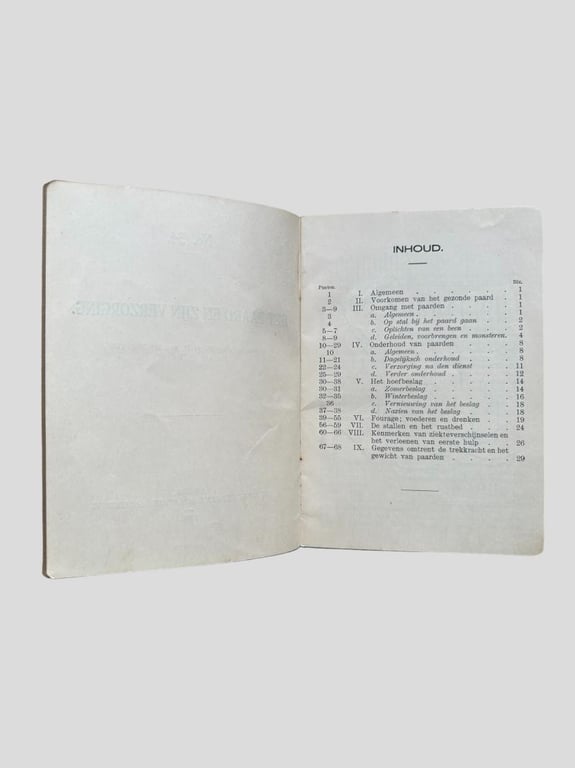 HET PAARD EN ZIJN VERZORGING.
INHOUD.
Punten. Blz.
1 I. Algemeen . . . . . . 1
2 II. Voorkomen van het gezonde paard . . 1
3—9 III. Omgang met paarden . . . . 1
3 a. Algemeen . . . . . 1
4 b. Op stal bij het paard gaan . . 2
5—7 c. Oplichten van een been . . . 2
8—9 d. Geleiden, voorbrengen en monsteren. 4
10—29 IV. Onderhoud van paarden . . . 8
10 a. Algemeen . . . . . 8
11—21 b. Dagelijksch onderhoud . . . 8
22—24 c. Verzorging na den dienst . . 11
25—29 d. Verder onderhoud . . . . 12
30—38 V. Het hoefbeslag . . . . . 14
30—31 a. Zomerbeslag . . . . . 14
32—35 b. Winterbeslag . . . . . 16
36 c. Vernieuwing van het beslag . . 18
37—38 d. Nazien van het beslag . . . 18
39—55 VI. Fourage; voederen en drenken . . 19
56—59 VII. De stallen en het rustbed . . . 24
60—66 VIII. Kenmerken van ziekteverschijnselen en
het verleenen van eerste hulp . . 26
67—68 IX. Gegevens omtrent de trekkracht en het
gewicht van paarden . . . . 29